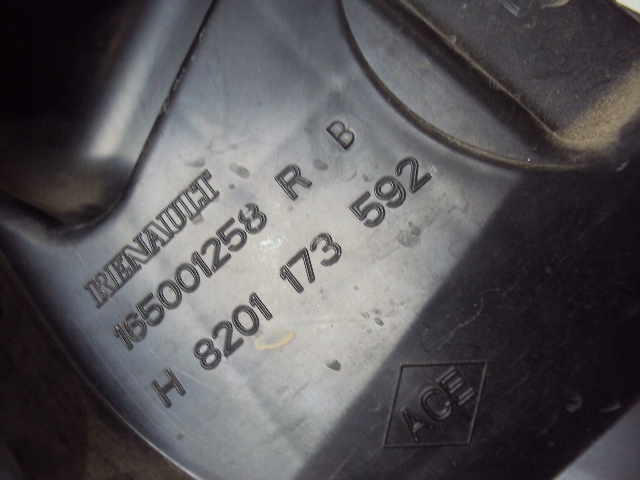 RENAULT
165001258 R B
H 8201 173 592
ACE